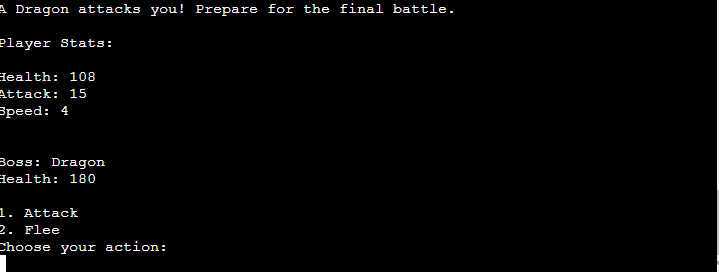 A Dragon attacks you! Prepare for the final battle.
Player Stats:
Health: 108
Attack: 15
Speed: 4
Boss: Dragon
Health: 180
1. Attack
2. Flee
Choose your action: